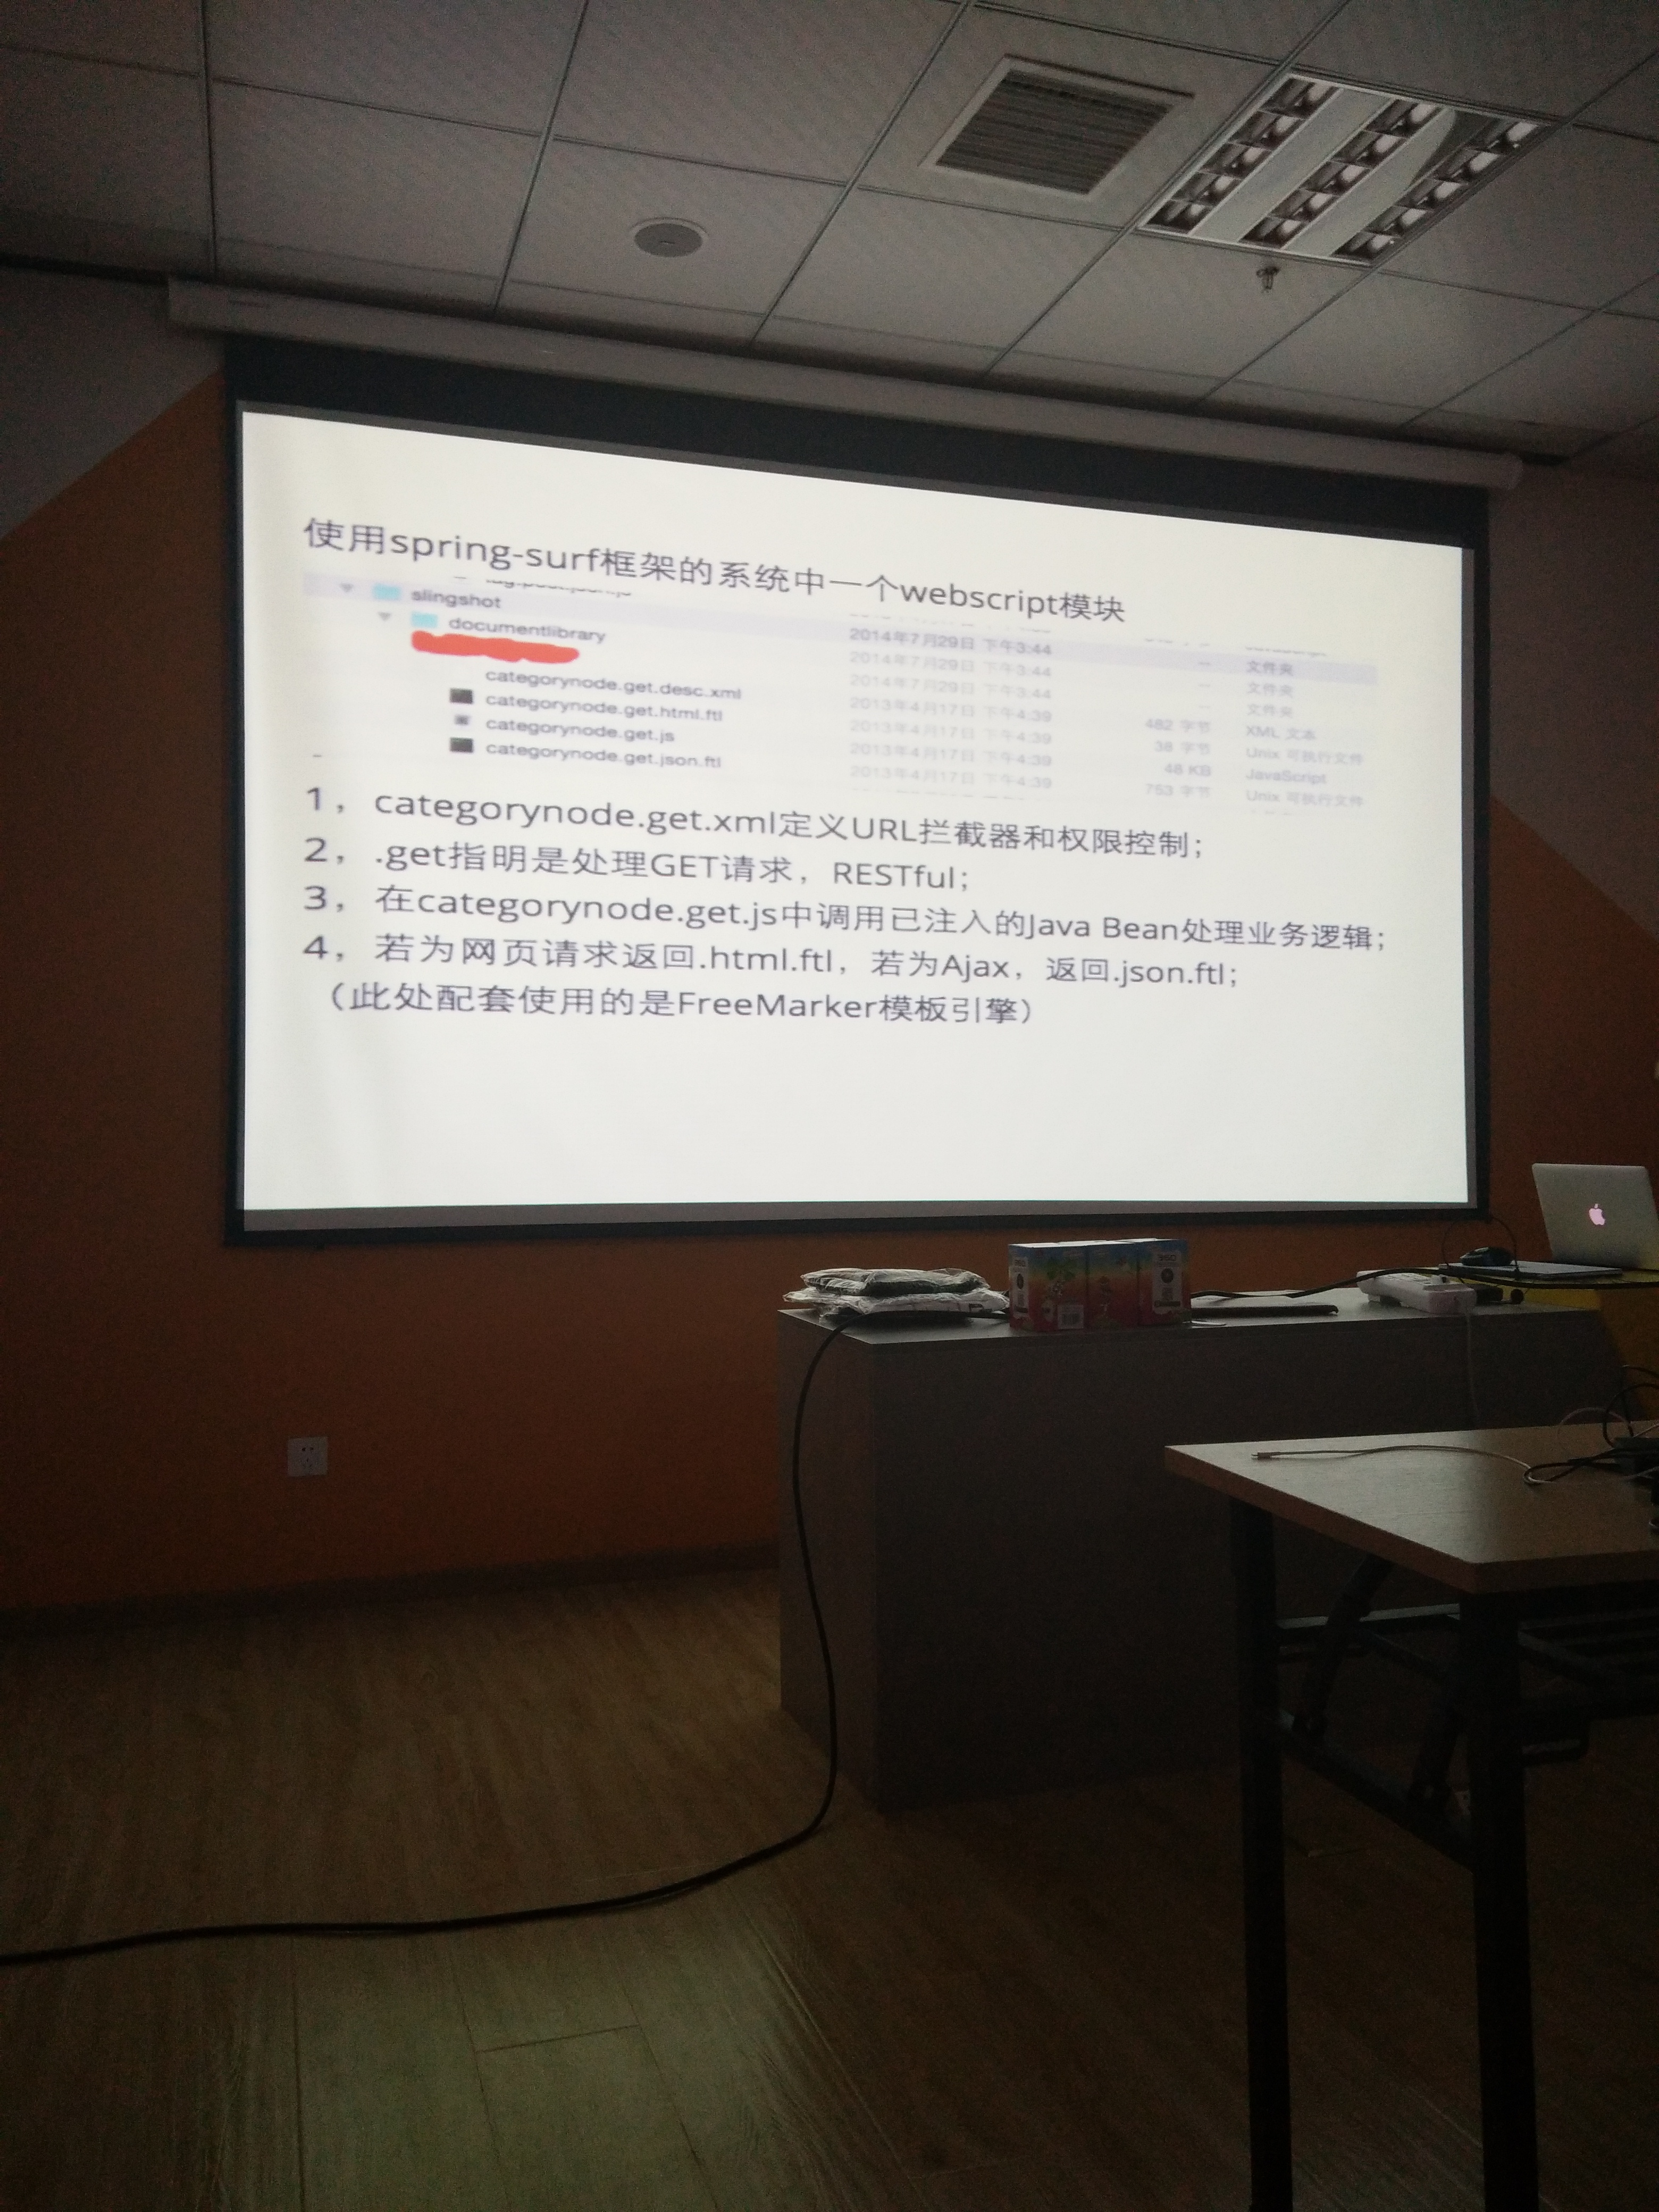 使用spring-surf框架的系统中一个webscript模块
slingshot 2014年7月29日 下午3:44 -- 文件夹
documentlibrary 2014年7月29日 下午3:44 -- 文件夹
2014年7月29日 下午3:44 -- 文件夹
categorynode.get.desc.xml 2013年4月17日 下午4:39 482 字节 XML 文本
categorynode.get.html.ftl 2013年4月17日 下午4:39 38 字节 Unix 可执行文件
categorynode.get.js 2013年4月17日 下午4:39 48 KB JavaScript
categorynode.get.json.ftl 2013年4月17日 下午4:39 753 字节 Unix 可执行文件
1，categorynode.get.xml定义URL拦截器和权限控制；
2，.get指明是处理GET请求，RESTful；
3，在categorynode.get.js中调用已注入的Java Bean处理业务逻辑；
4，若为网页请求返回.html.ftl，若为Ajax，返回.json.ftl；
（此处配套使用的是FreeMarker模板引擎）